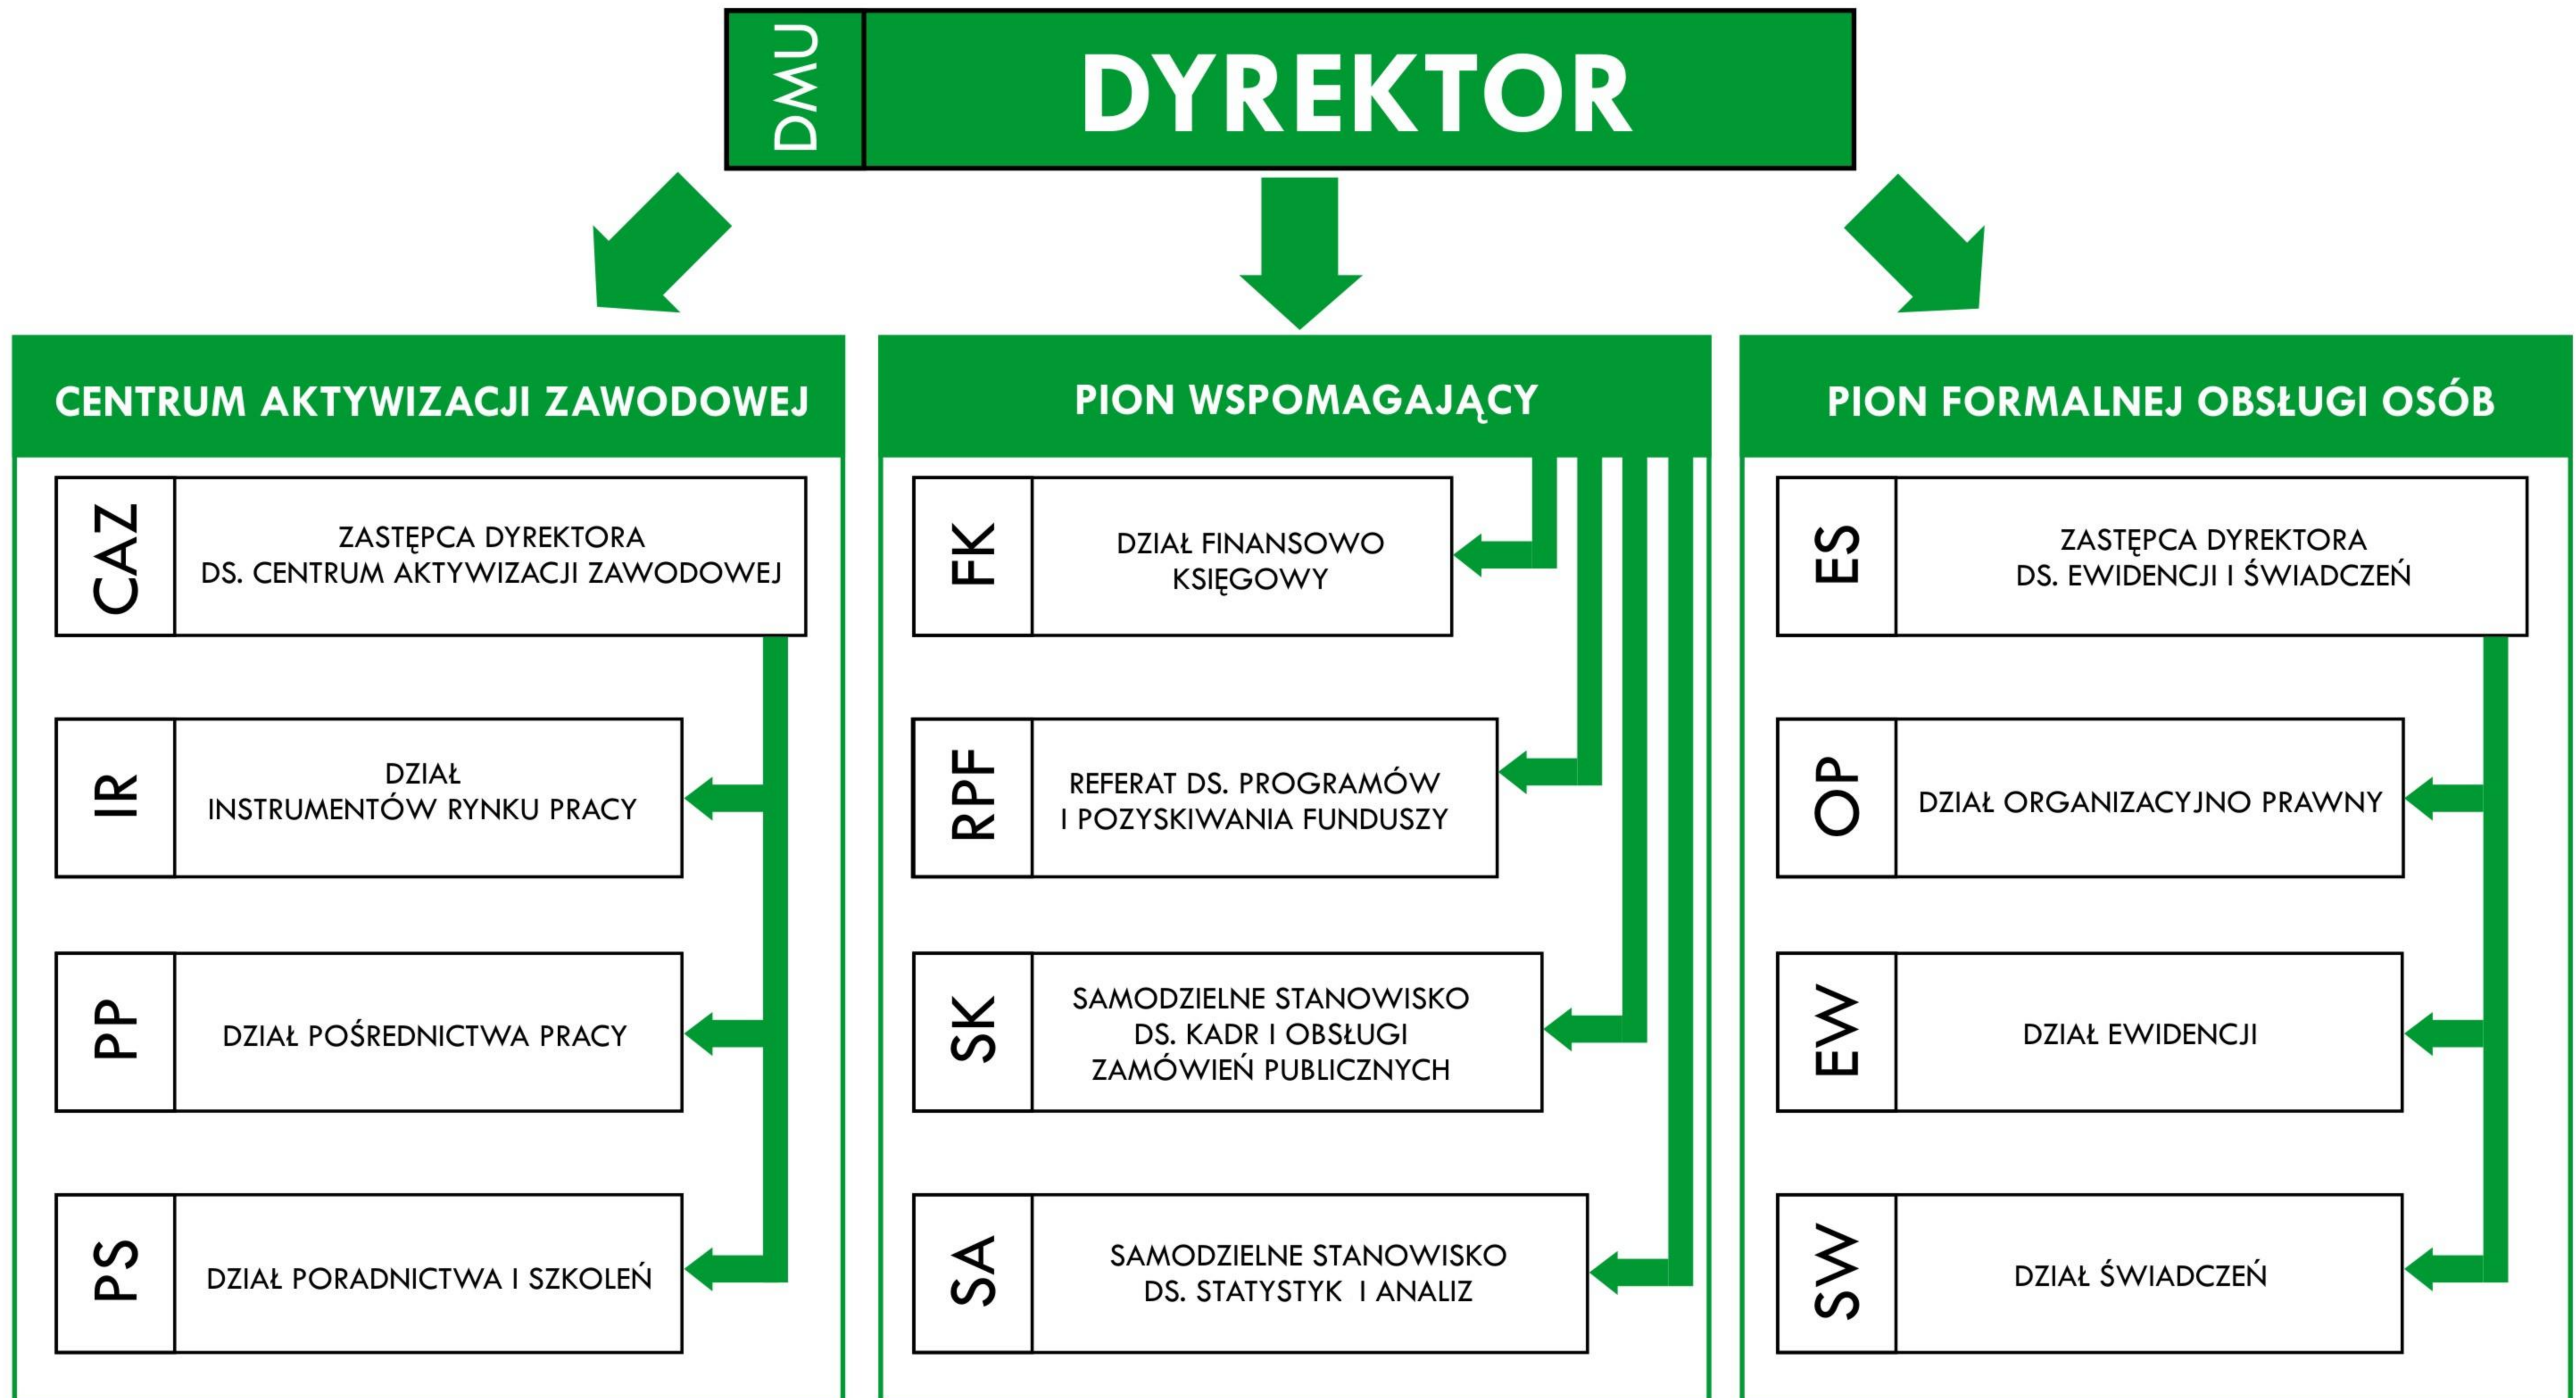 DMU
DYREKTOR
CENTRUM AKTYWIZACJI ZAWODOWEJ
CAZ
ZASTĘPCA DYREKTORA
DS. CENTRUM AKTYWIZACJI ZAWODOWEJ
IR
DZIAŁ
INSTRUMENTÓW RYNKU PRACY
PP
DZIAŁ POŚREDNICTWA PRACY
PS
DZIAŁ PORADNICTWA I SZKOLEŃ
PION WSPOMAGAJĄCY
FK
DZIAŁ FINANSOWO
KSIĘGOWY
RPF
REFERAT DS. PROGRAMÓW
I POZYSKIWANIA FUNDUSZY
SK
SAMODZIELNE STANOWISKO
DS. KADR I OBSŁUGI
ZAMÓWIEŃ PUBLICZNYCH
SA
SAMODZIELNE STANOWISKO
DS. STATYSTYK I ANALIZ
PION FORMALNEJ OBSŁUGI OSÓB
ES
ZASTĘPCA DYREKTORA
DS. EWIDENCJI I ŚWIADCZEŃ
OP
DZIAŁ ORGANIZACYJNO PRAWNY
EW
DZIAŁ EWIDENCJI
SW
DZIAŁ ŚWIADCZEŃ